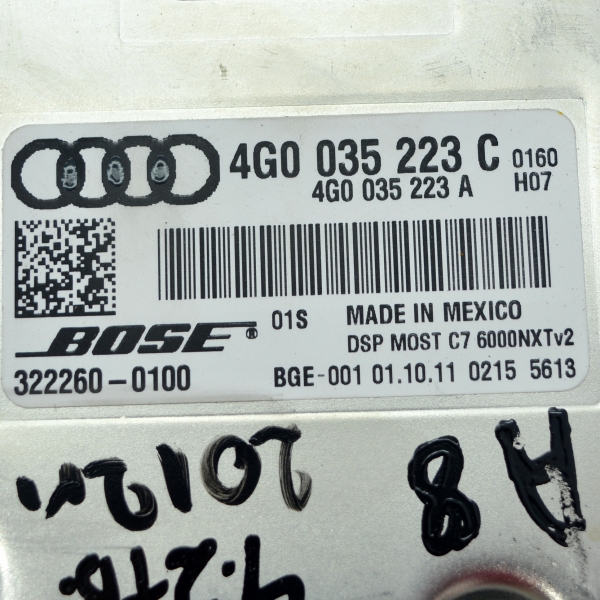 4G0 035 223 C 0160
4G0 035 223 A H07
01S MADE IN MEXICO
BOSE® DSP MOST C7 6000NXTv2
322260-0100 BGE-001 01.10.11 0215 5613
A8
2012